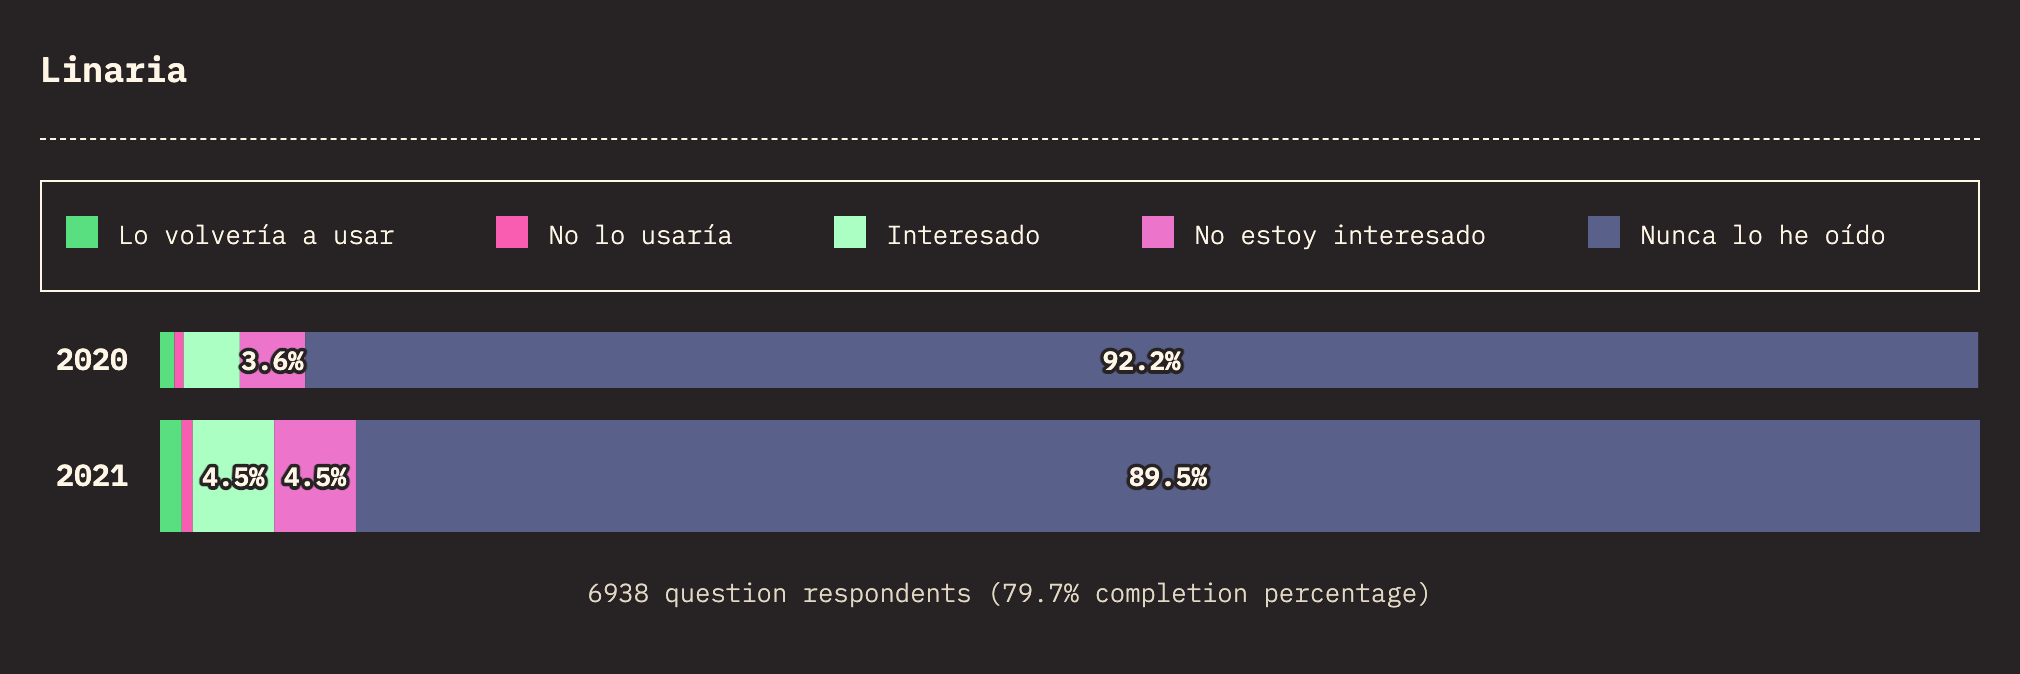 Linaria
Lo volvería a usar No lo usaría Interesado No estoy interesado Nunca lo he oído
2020 3.6% 92.2%
2021 4.5% 4.5% 89.5%
6938 question respondents (79.7% completion percentage)